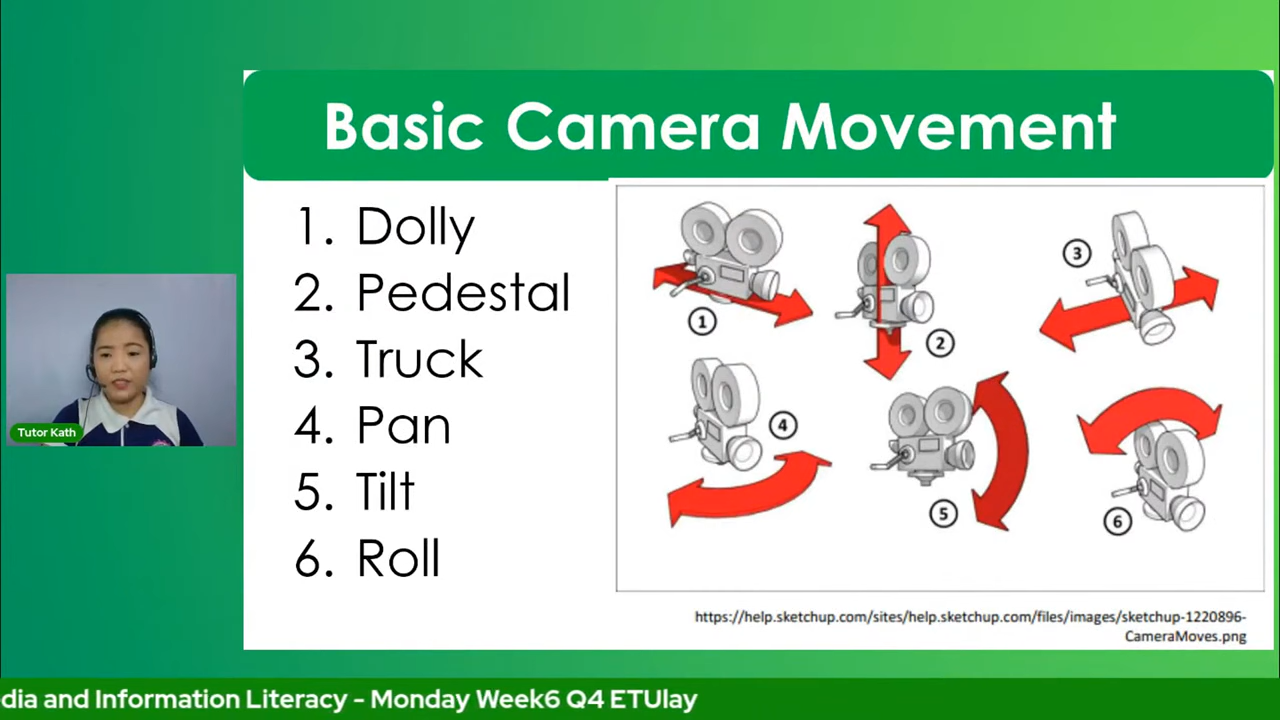 Basic Camera Movement
1. Dolly
2. Pedestal
3. Truck
4. Pan
5. Tilt
6. Roll
1
2
3
4
5
6
https://help.sketchup.com/sites/help.sketchup.com/files/images/sketchup-1220896-
CameraMoves.png
Tutor Kath
dia and Information Literacy - Monday Week6 Q4 ETUlay